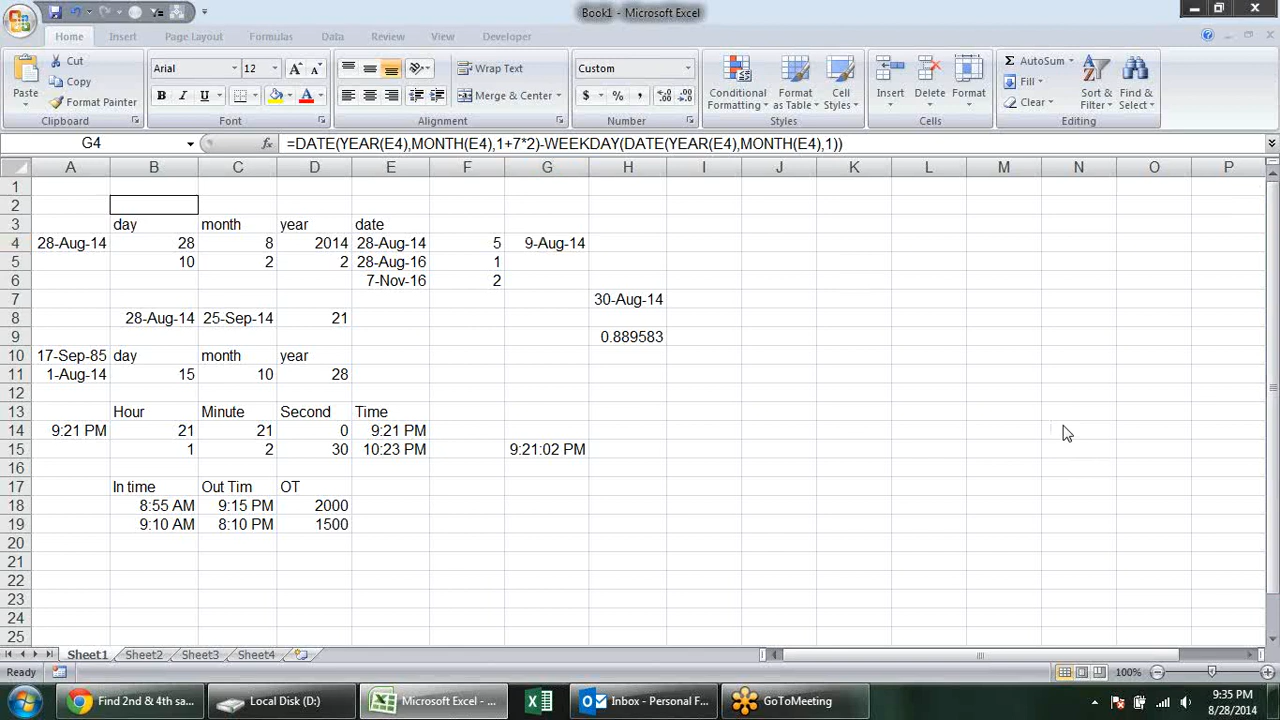 Book1 - Microsoft Excel
Home Insert Page Layout Formulas Data Review View Developer
Paste Cut Copy Format Painter Clipboard
Arial 12 B I U A Font
Wrap Text Merge & Center Alignment
Custom $ % , Number
Conditional Formatting Format as Table Cell Styles Styles
Insert Delete Format Cells
Σ AutoSum Fill Clear Sort & Filter Find & Select Editing
G4 fx =DATE(YEAR(E4),MONTH(E4),1+7*2)-WEEKDAY(DATE(YEAR(E4),MONTH(E4),1))
A B C D E F G H I J K L M N O P
1
2
3 day month year date
4 28-Aug-14 28 8 2014 28-Aug-14 5 9-Aug-14
5 10 2 2 28-Aug-16 1
6 7-Nov-16 2
7 30-Aug-14
8 28-Aug-14 25-Sep-14 21
9 0.889583
10 17-Sep-85 day month year
11 1-Aug-14 15 10 28
12
13 Hour Minute Second Time
14 9:21 PM 21 21 0 9:21 PM
15 1 2 30 10:23 PM 9:21:02 PM
16
17 In time Out Tim OT
18 8:55 AM 9:15 PM 2000
19 9:10 AM 8:10 PM 1500
20
21
22
23
24
25
Sheet1 Sheet2 Sheet3 Sheet4
Ready 100%
Find 2nd & 4th sa... Local Disk (D:) Microsoft Excel - ... Inbox - Personal F... GoToMeeting 9:35 PM
8/28/2014